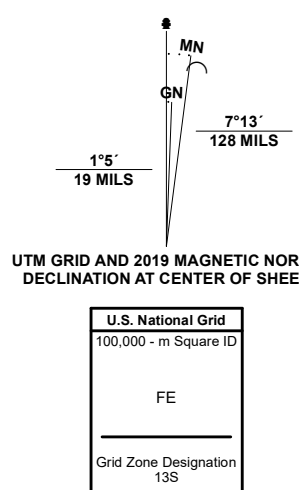 MN
GN
7°13´
128 MILS
1°5´
19 MILS
UTM GRID AND 2019 MAGNETIC NOR
DECLINATION AT CENTER OF SHEE
U.S. National Grid
100,000 - m Square ID
FE
Grid Zone Designation
13S